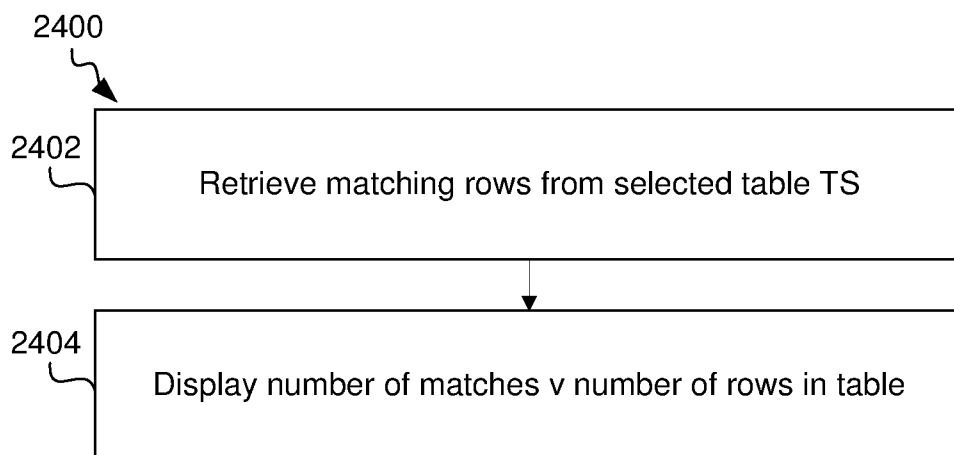 2400
2402
Retrieve matching rows from selected table TS
2404
Display number of matches v number of rows in table